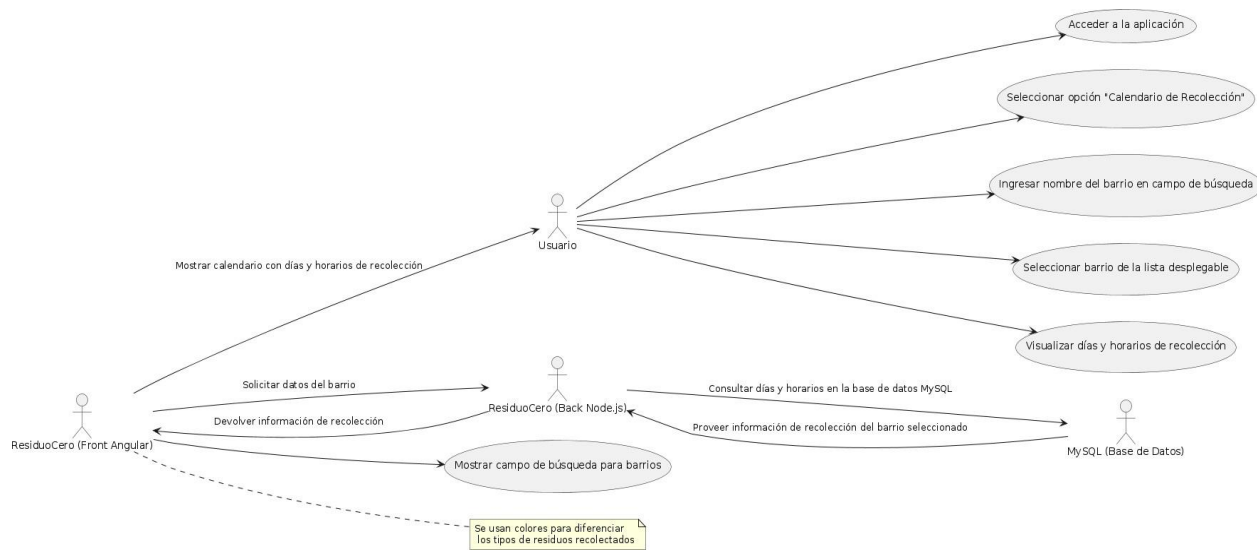 Acceder a la aplicación
Seleccionar opción "Calendario de Recolección"
Ingresar nombre del barrio en campo de búsqueda
Usuario
Mostrar calendario con días y horarios de recolección
Seleccionar barrio de la lista desplegable
Visualizar días y horarios de recolección
Solicitar datos del barrio
Consultar días y horarios en la base de datos MySQL
ResiduoCero (Back Node.js)
Devolver información de recolección
Proveer información de recolección del barrio seleccionado
ResiduoCero (Front Angular)
MySQL (Base de Datos)
Mostrar campo de búsqueda para barrios
Se usan colores para diferenciar
los tipos de residuos recolectados